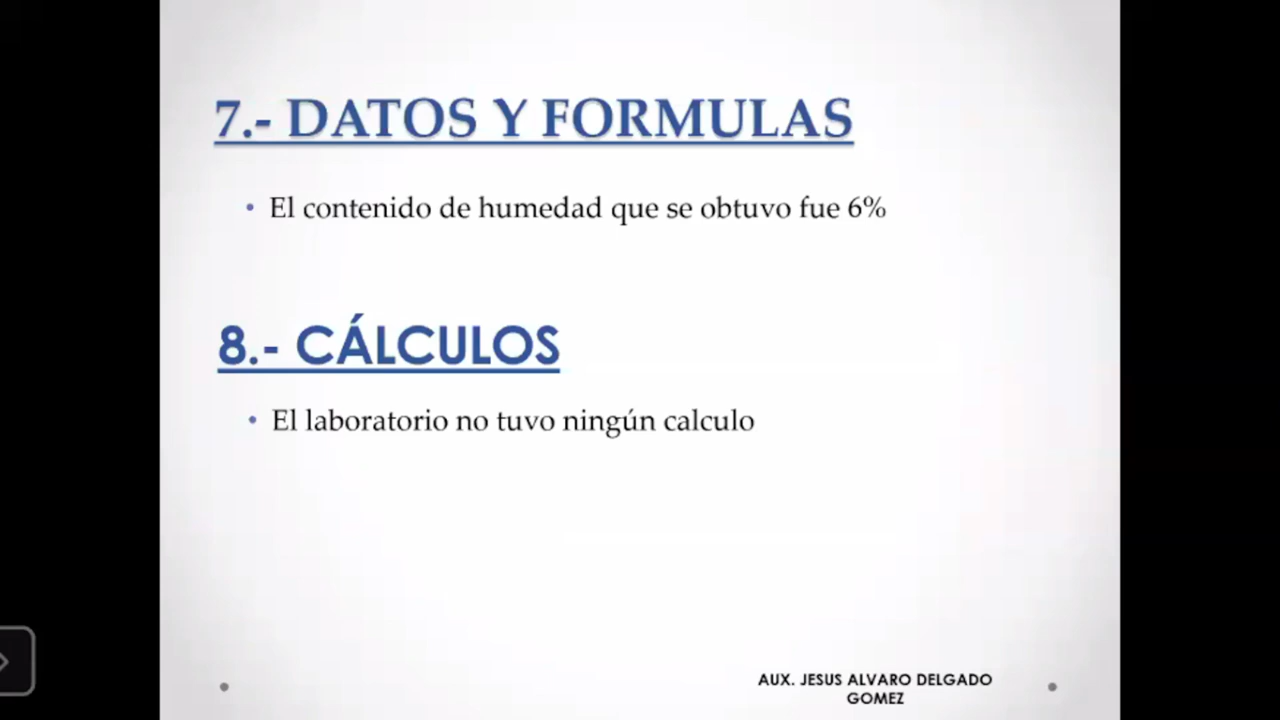 7.- DATOS Y FORMULAS
• El contenido de humedad que se obtuvo fue 6%
8.- CÁLCULOS
• El laboratorio no tuvo ningún calculo
AUX. JESUS ALVARO DELGADO
GOMEZ